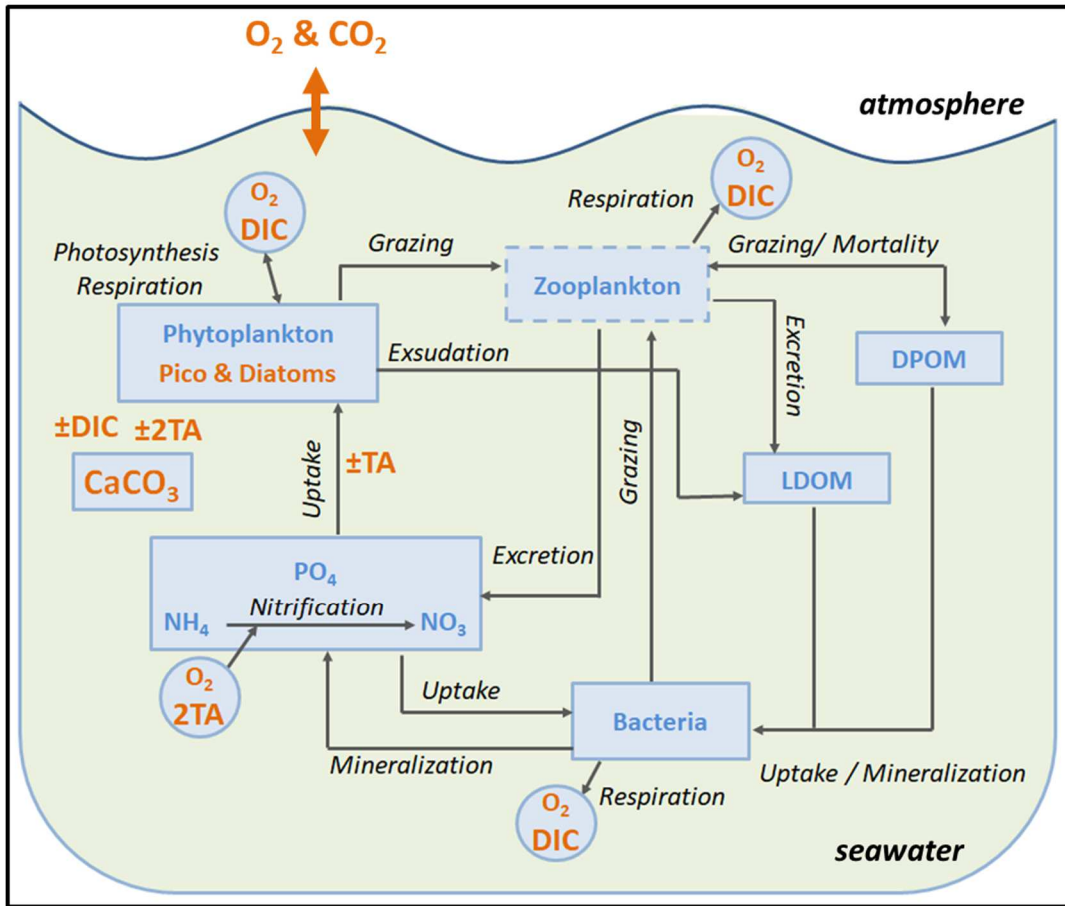 O₂ & CO₂
atmosphere
O₂
DIC
Respiration
O₂
DIC
Photosynthesis
Respiration
Grazing
Grazing/ Mortality
Zooplankton
Phytoplankton
Pico & Diatoms
Exsudation
Excretion
DPOM
±DIC ±2TA
CaCO₃
Uptake
±TA
Grazing
LDOM
PO₄
Excretion
Nitrification
NH₄
NO₃
O₂
2TA
Uptake
Bacteria
Mineralization
Uptake / Mineralization
O₂
DIC
Respiration
seawater